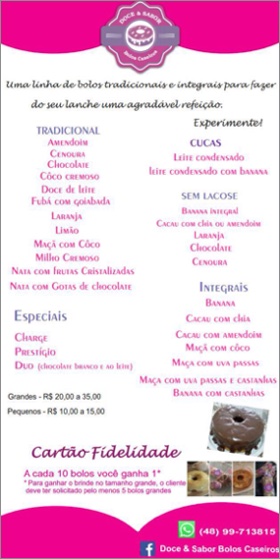 DOCE & SABOR
Bolos Caseiros
Uma linha de bolos tradicionais e integrais para fazer
do seu lanche uma agradável refeição.
Experimente!
TRADICIONAL
Amendoim
Cenoura
Chocolate
Côco cremoso
Doce de leite
Fubá com goiabada
Laranja
Limão
Maçã com Côco
Milho Cremoso
Nata com frutas Cristalizadas
Nata com Gotas de chocolate
Especiais
Charge
Prestígio
Duo (chocolate branco e ao leite)
Grandes - R$ 20,00 a 35,00
Pequenos - R$ 10,00 a 15,00
CUCAS
Leite condensado
leite condensado com banana
SEM LACOSE
Banana integral
Cacau com chia ou amendoim
Laranja
Chocolate
Cenoura
Integrais
Banana
Cacau com chia
Cacau com amendoim
Maçã com côco
Maça com uva passas
Maça com uva passas e castanhas
Banana com castanhas
Cartão Fidelidade
A cada 10 bolos você ganha 1*
* Para ganhar o brinde no tamanho grande, o cliente
deve ter solicitado pelo menos 5 bolos grandes
(48) 99-713815
Doce & Sabor Bolos Caseiros